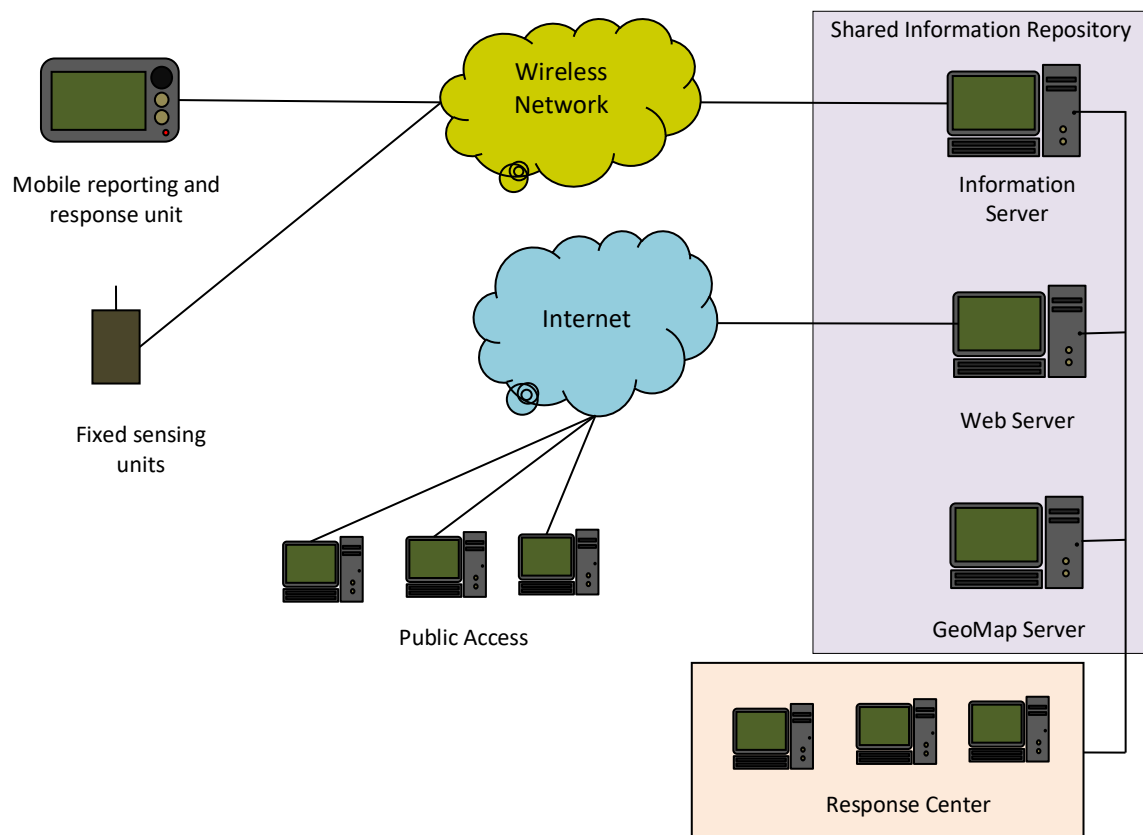 Shared Information Repository
Wireless
Network
Mobile reporting and
response unit
Information
Server
Internet
Fixed sensing
units
Web Server
Public Access
GeoMap Server
Response Center